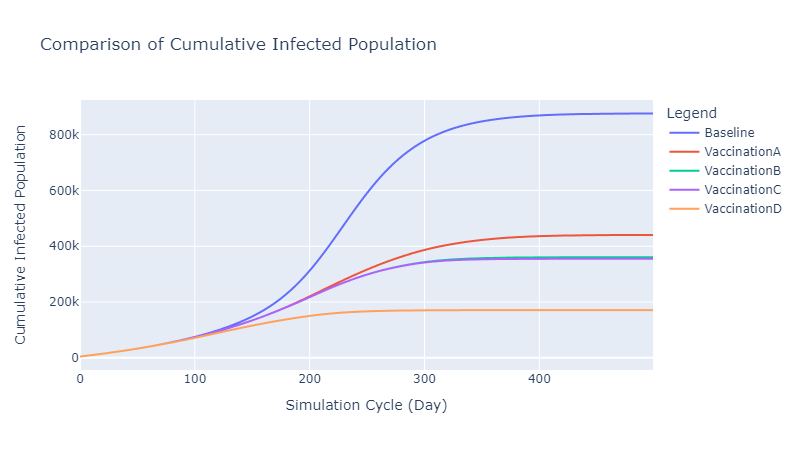 Comparison of Cumulative Infected Population
Cumulative Infected Population
800k
600k
400k
200k
0
0
100
200
300
400
Simulation Cycle (Day)
Legend
Baseline
VaccinationA
VaccinationB
VaccinationC
VaccinationD